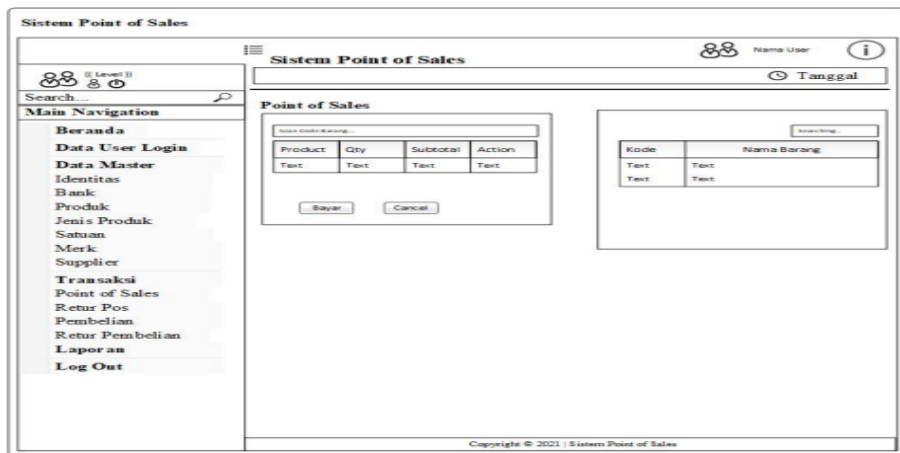 Sistem Point of Sales
Sistem Point of Sales
Nama User
(( Level ))
Tanggal
Search...
Main Navigation
Beranda
Data User Login
Data Master
Identitas
Bank
Produk
Jenis Produk
Satuan
Merk
Supplier
Transaksi
Point of Sales
Retur Pos
Pembelian
Retur Pembelian
Laporan
Log Out
Point of Sales
Scan Code Barang...
Product Qty Subtotal Action
Text Text Text Text
Bayar Cancel
Searching...
Kode Nama Barang
Text Text
Text Text
Copyright © 2021 | Sistem Point of Sales